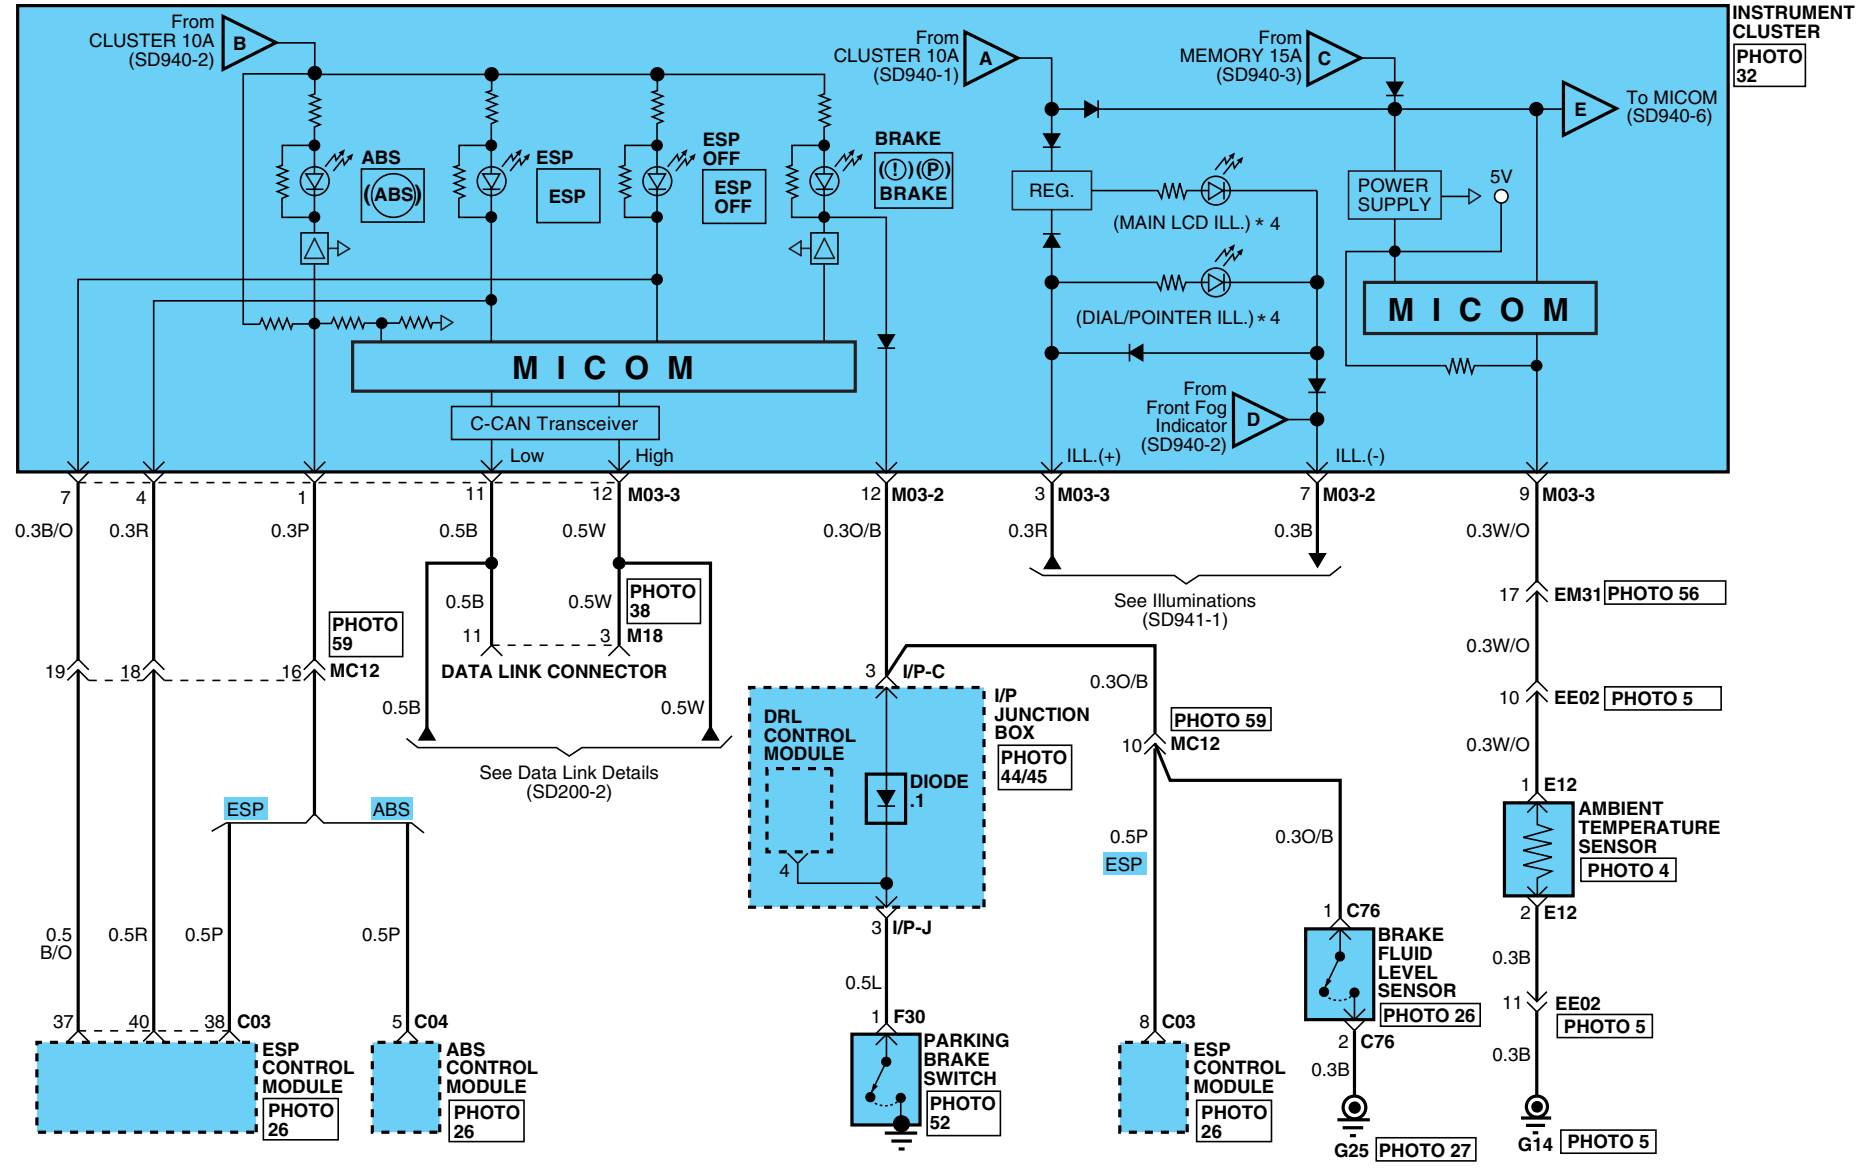 From
CLUSTER 10A
(SD940-2)
B
From
CLUSTER 10A
(SD940-1)
A
From
MEMORY 15A
(SD940-3)
C
E
To MICOM
(SD940-6)
INSTRUMENT
CLUSTER
PHOTO
32
ABS
(ABS)
ESP
ESP
ESP
OFF
ESP
OFF
BRAKE
(!)(P)
BRAKE
REG.
(MAIN LCD ILL.) * 4
(DIAL/POINTER ILL.) * 4
POWER
SUPPLY
5V
MICOM
MICOM
C-CAN Transceiver
Low
High
From
Front Fog
Indicator
(SD940-2)
D
ILL.(+)
ILL.(-)
7
4
1
11
12
M03-3
12
M03-2
3
M03-3
7
M03-2
9
M03-3
0.3B/O
0.3R
0.3P
0.5B
0.5W
0.3O/B
0.3R
0.3B
0.3W/O
0.5B
0.5W
PHOTO
38
11
3
M18
DATA LINK CONNECTOR
See Illuminations
(SD941-1)
17
EM31
PHOTO 56
0.3W/O
PHOTO
59
19
18
16
MC12
0.5B
0.5W
See Data Link Details
(SD200-2)
3
I/P-C
0.3O/B
I/P
JUNCTION
BOX
PHOTO
44/45
DRL
CONTROL
MODULE
DIODE
.1
4
PHOTO 59
10
MC12
10
EE02
PHOTO 5
0.3W/O
1
E12
AMBIENT
TEMPERATURE
SENSOR
PHOTO 4
2
E12
ESP
ABS
0.5P
ESP
0.3O/B
0.5
B/O
0.5R
0.5P
0.5P
3
I/P-J
0.5L
1
C76
BRAKE
FLUID
LEVEL
SENSOR
PHOTO 26
2
C76
0.3B
0.3B
11
EE02
PHOTO 5
0.3B
37
40
38
C03
5
C04
1
F30
8
C03
ESP
CONTROL
MODULE
PHOTO
26
ABS
CONTROL
MODULE
PHOTO
26
PARKING
BRAKE
SWITCH
PHOTO
52
ESP
CONTROL
MODULE
PHOTO
26
G25
PHOTO 27
G14
PHOTO 5